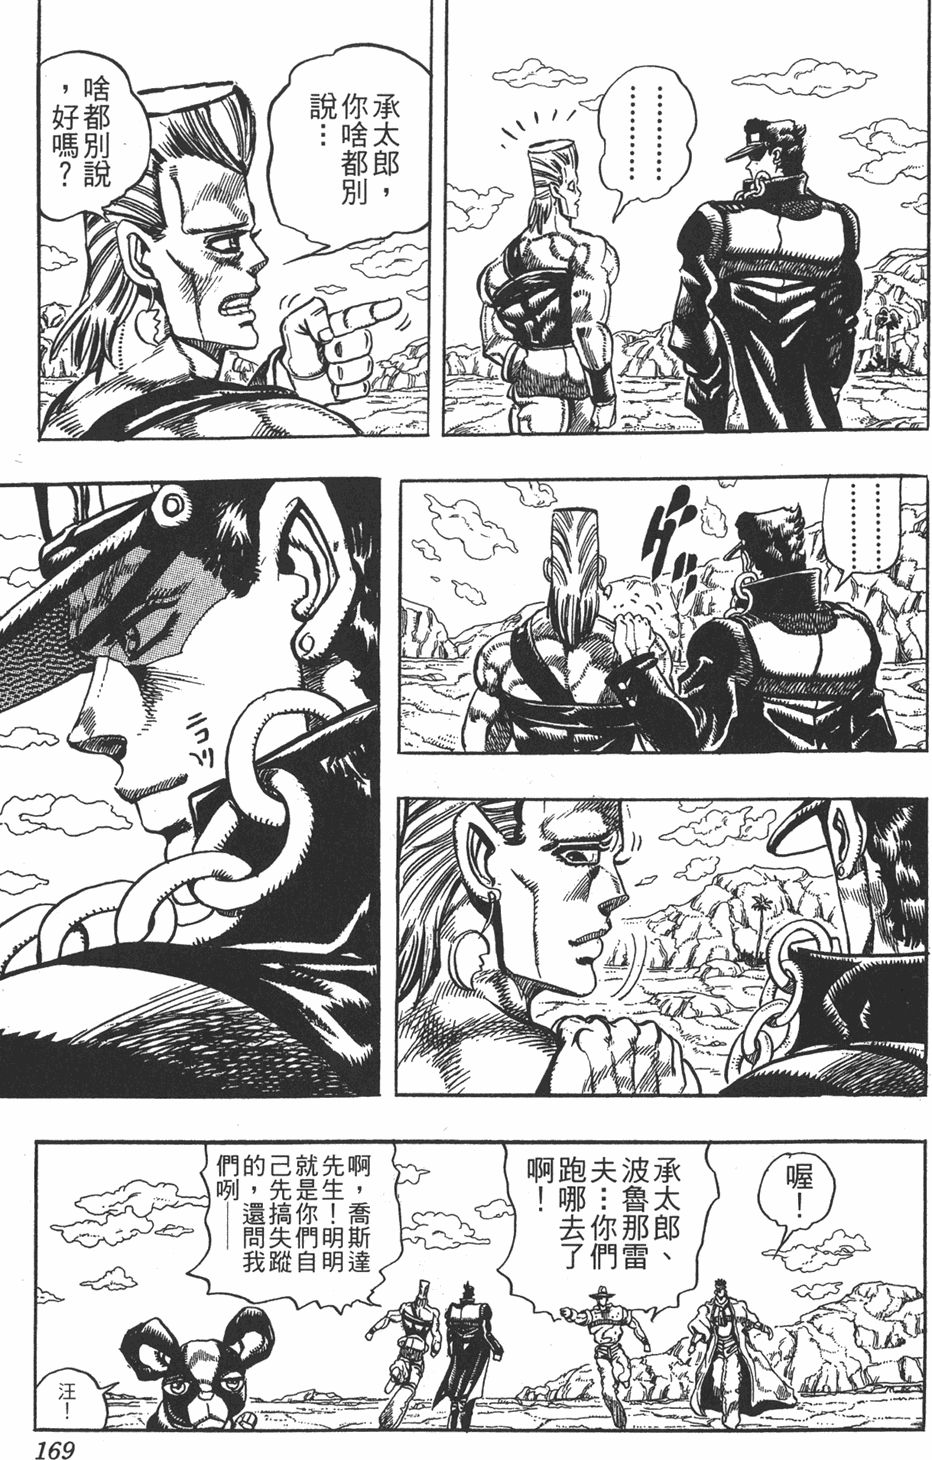 …………
…………
承太郎，
你啥都別
說…
啥都別說
，好嗎？
…………
…………
グッ
ニコッ
喔！
承太郎、
波魯那雷
夫…你們
跑哪去了
啊！
啊，喬斯達
先生！明明
就是你們自
己先搞失蹤
的，還問我
們咧──
汪！
169